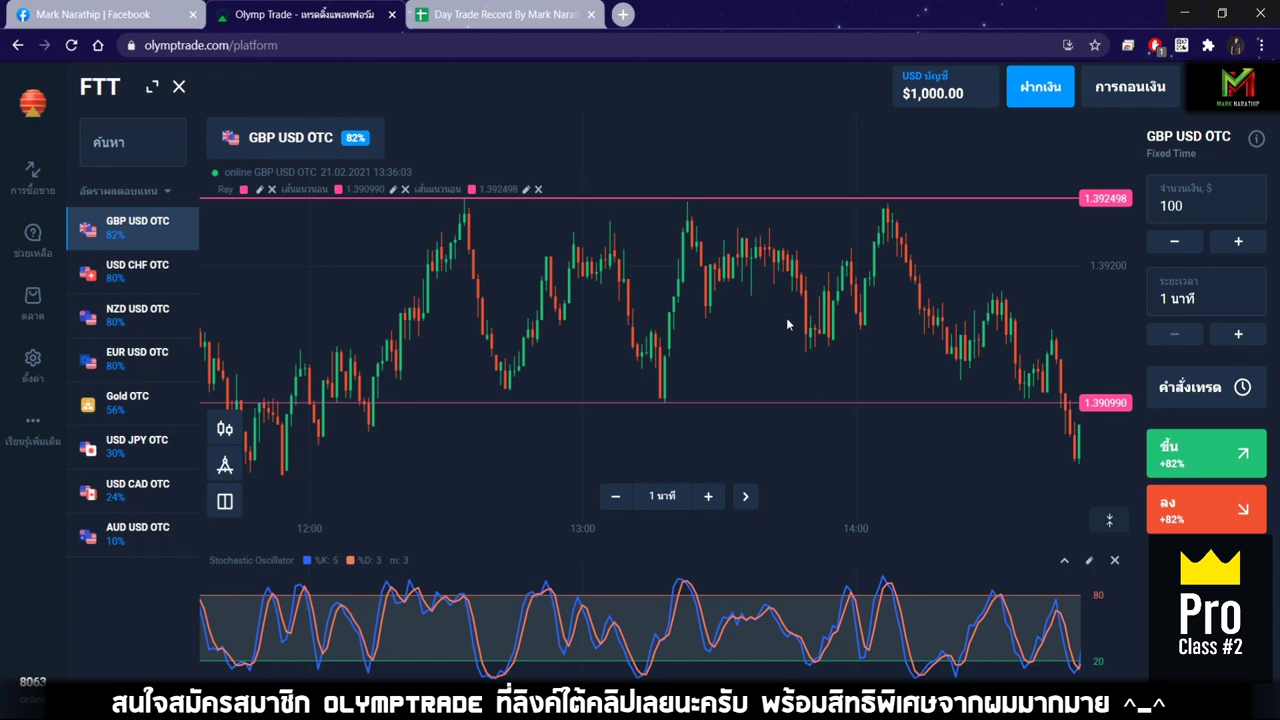 Mark Narathip | Facebook
Olymp Trade - เทรดดิ้งแพลทฟอร์ม
Day Trade Record By Mark Narat
olymptrade.com/platform
1
FTT
USD บัญชี
$1,000.00
ฝากเงิน
การถอนเงิน
MARK NARATHIP
ค้นหา
GBP USD OTC 82%
GBP USD OTC
Fixed Time
online GBP USD OTC 21.02.2021 13:36:03
Ray เส้นแนวนอน 1.390990 เส้นแนวนอน 1.392498
การซื้อขาย
ช่วยเหลือ
ตลาด
ตั้งค่า
เรียนรู้เพิ่มเติม
อัตราผลตอบแทน
GBP USD OTC
82%
USD CHF OTC
80%
NZD USD OTC
80%
EUR USD OTC
80%
Gold OTC
56%
USD JPY OTC
30%
USD CAD OTC
24%
AUD USD OTC
10%
1.392498
1.39200
1.390990
จำนวนเงิน, $
100
− +
ระยะเวลา
1 นาที
− +
คำสั่งเทรด
ขึ้น
+82%
ลง
+82%
− 1 นาที + >
12:00 13:00 14:00
Stochastic Oscillator %K: 5 %D: 3 m: 3
80
20
Pro
Class #2
8063
online
สนใจสมัครสมาชิก OLYMPTRADE ที่ลิงค์ใต้คลิปเลยนะครับ พร้อมสิทธิพิเศษจากผมมากมาย ^_^